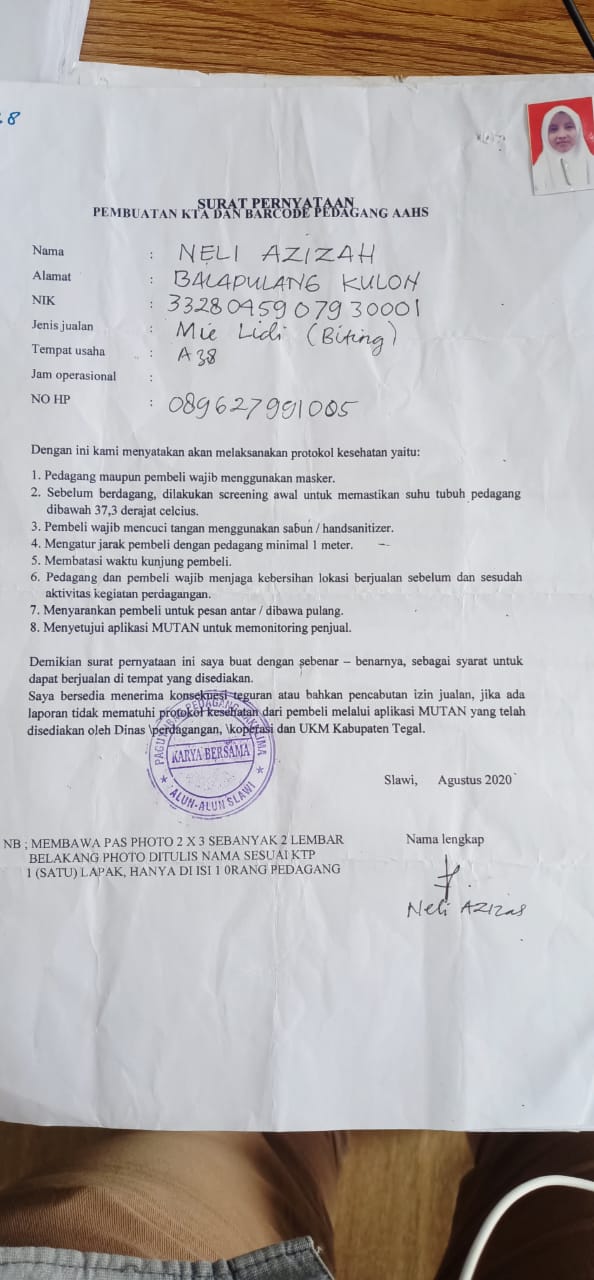 8
SURAT PERNYATAAN
PEMBUATAN KTA DAN BARCODE PEDAGANG AAHS
Nama : NELI AZIZAH
Alamat : BALAPULANG KULON
NIK : 3328045907930001
Jenis jualan : Mie Lidi (Biting)
Tempat usaha : A 38
Jam operasional :
NO HP : 089627991005
Dengan ini kami menyatakan akan melaksanakan protokol kesehatan yaitu:
1. Pedagang maupun pembeli wajib menggunakan masker.
2. Sebelum berdagang, dilakukan screening awal untuk memastikan suhu tubuh pedagang
dibawah 37,3 derajat celcius.
3. Pembeli wajib mencuci tangan menggunakan sabun / handsanitizer.
4. Mengatur jarak pembeli dengan pedagang minimal 1 meter.
5. Membatasi waktu kunjung pembeli.
6. Pedagang dan pembeli wajib menjaga kebersihan lokasi berjualan sebelum dan sesudah
aktivitas kegiatan perdagangan.
7. Menyarankan pembeli untuk pesan antar / dibawa pulang.
8. Menyetujui aplikasi MUTAN untuk memonitoring penjual.
Demikian surat pernyataan ini saya buat dengan sebenar – benarnya, sebagai syarat untuk
dapat berjualan di tempat yang disediakan.
Saya bersedia menerima konsekuesi teguran atau bahkan pencabutan izin jualan, jika ada
laporan tidak mematuhi protokol kesehatan dari pembeli melalui aplikasi MUTAN yang telah
disediakan oleh Dinas \perdagangan, \koperasi dan UKM Kabupaten Tegal.
KARYA BERSAMA
ALUN-ALUN SLAWI
Slawi, Agustus 2020
NB ; MEMBAWA PAS PHOTO 2 X 3 SEBANYAK 2 LEMBAR
BELAKANG PHOTO DITULIS NAMA SESUAI KTP
1 (SATU) LAPAK, HANYA DI ISI 1 0RANG PEDAGANG
Nama lengkap
Neli AZIZAS